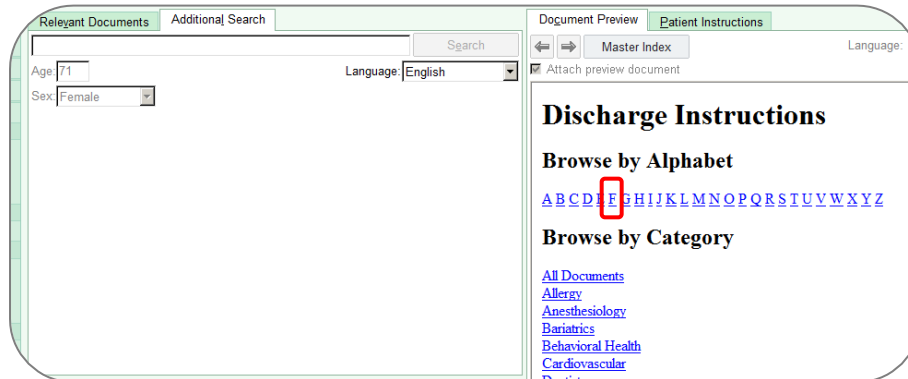 Relevant Documents Additional Search
Search
Age: 71
Language: English
Sex: Female
Document Preview Patient Instructions
Master Index
Language:
Attach preview document
Discharge Instructions
Browse by Alphabet
A B C D E F G H I J K L M N O P Q R S T U V W X Y Z
Browse by Category
All Documents
Allergy
Anesthesiology
Bariatrics
Behavioral Health
Cardiovascular